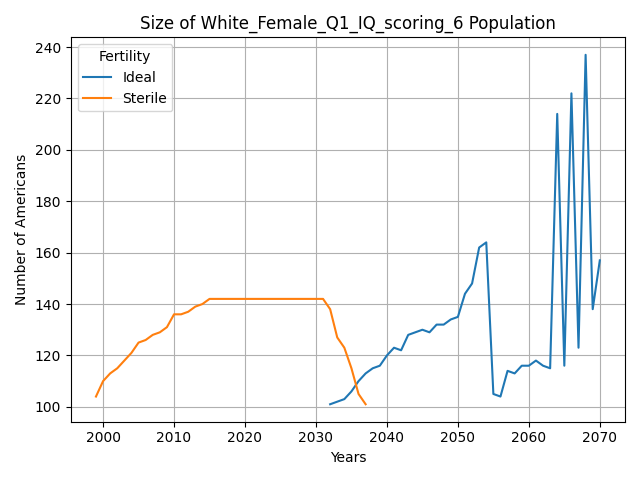 Size of White_Female_Q1_IQ_scoring_6 Population
Number of Americans
240
220
200
180
160
140
120
100
Fertility
Ideal
Sterile
2000 2010 2020 2030 2040 2050 2060 2070
Years